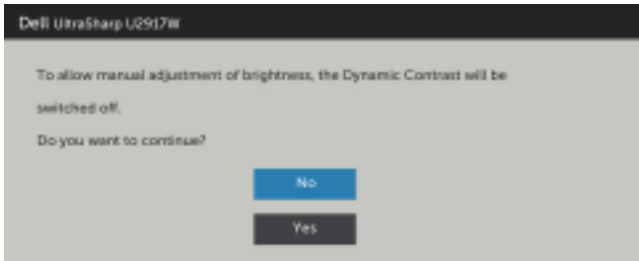 Dell UltraSharp U2917W
To allow manual adjustment of brightness, the Dynamic Contrast will be
switched off.
Do you want to continue?
No
Yes